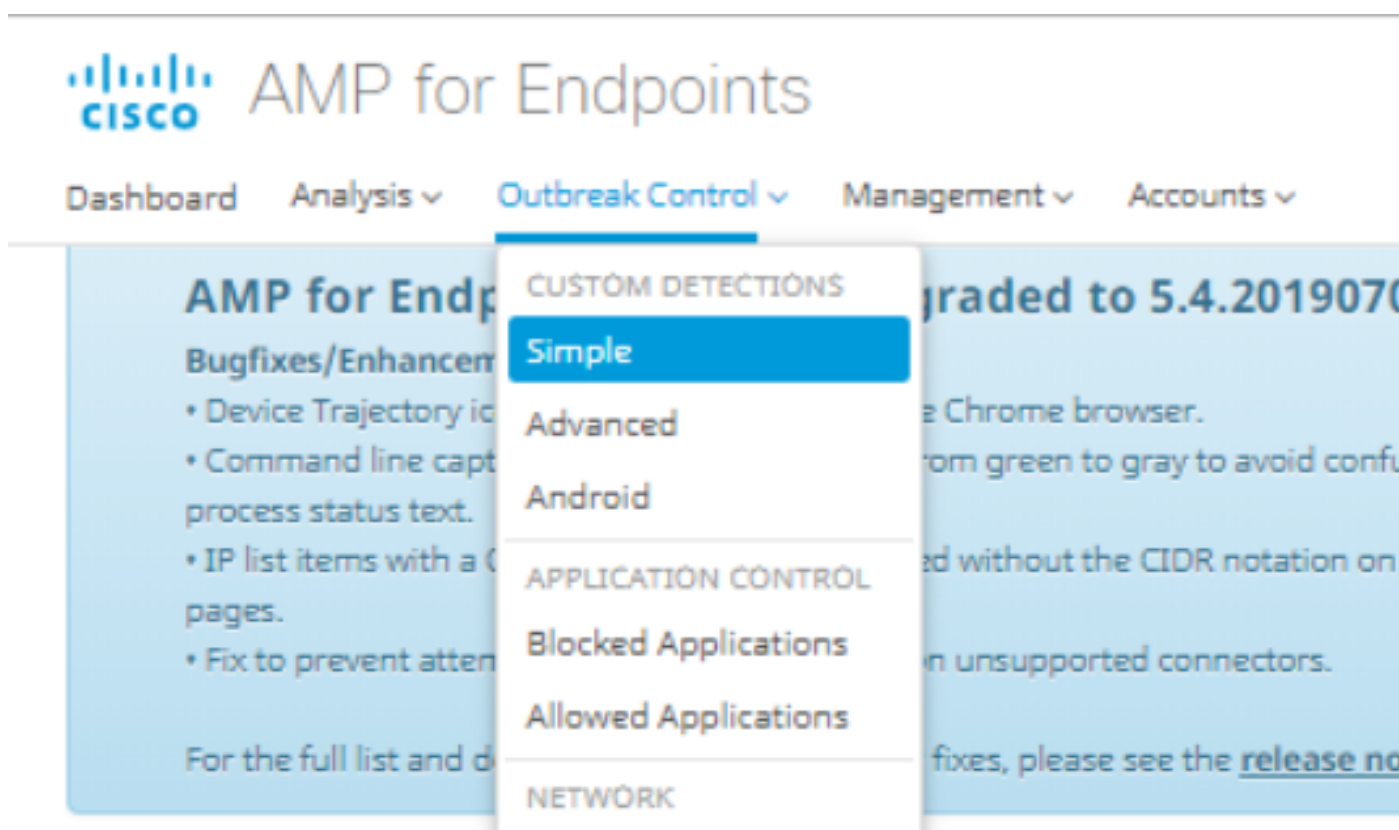 cisco AMP for Endpoints
Dashboard Analysis Outbreak Control Management Accounts
CUSTOM DETECTIONS
Simple
Advanced
Android
APPLICATION CONTROL
Blocked Applications
Allowed Applications
NETWORK
AMP for Endp graded to 5.4.2019070
Bugfixes/Enhancem
• Device Trajectory ic e Chrome browser.
• Command line capt rom green to gray to avoid confu
process status text.
• IP list items with a ed without the CIDR notation on
pages.
• Fix to prevent atten on unsupported connectors.
For the full list and d fixes, please see the release no